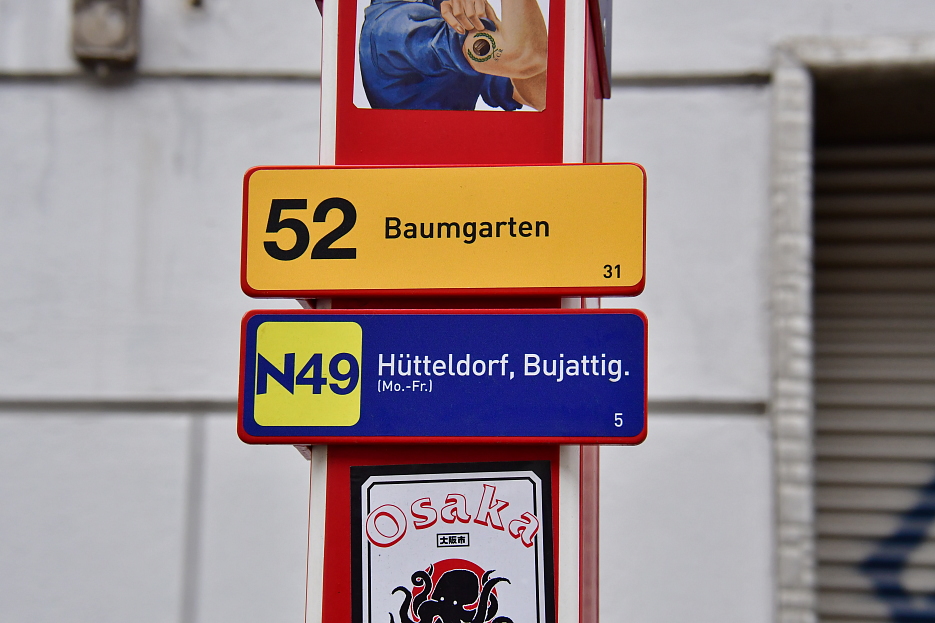 52 Baumgarten
31
N49 Hütteldorf, Bujattig.
(Mo.-Fr.)
5
Osaka
大阪市